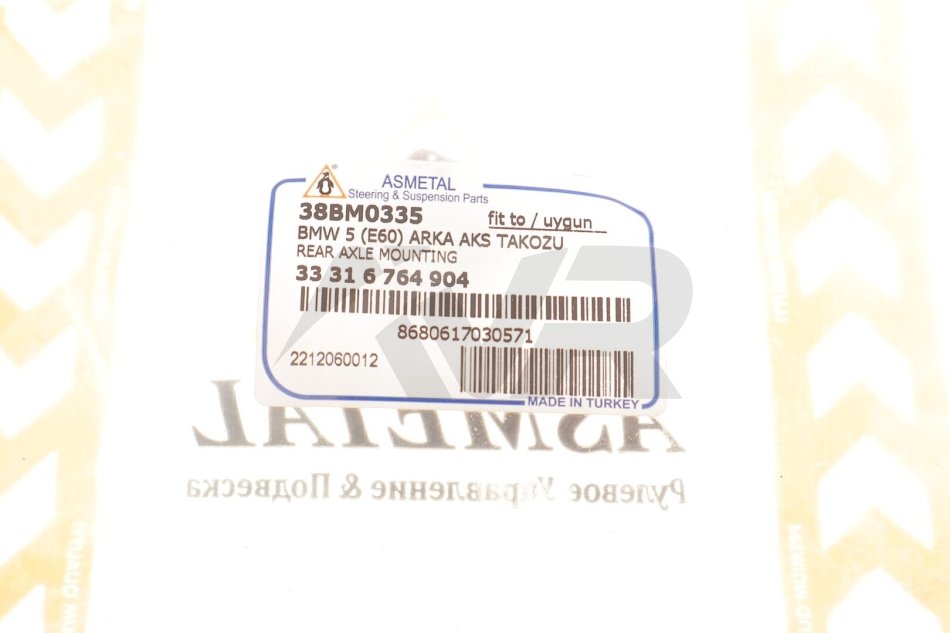 ASMETAL
Steering & Suspension Parts
38BM0335 fit to / uygun
BMW 5 (E60) ARKA AKS TAKOZU
REAR AXLE MOUNTING
33 31 6 764 904
8680617030571
2212060012
MADE IN TURKEY
ASMETAL
Рулевое Управление & Подвеска